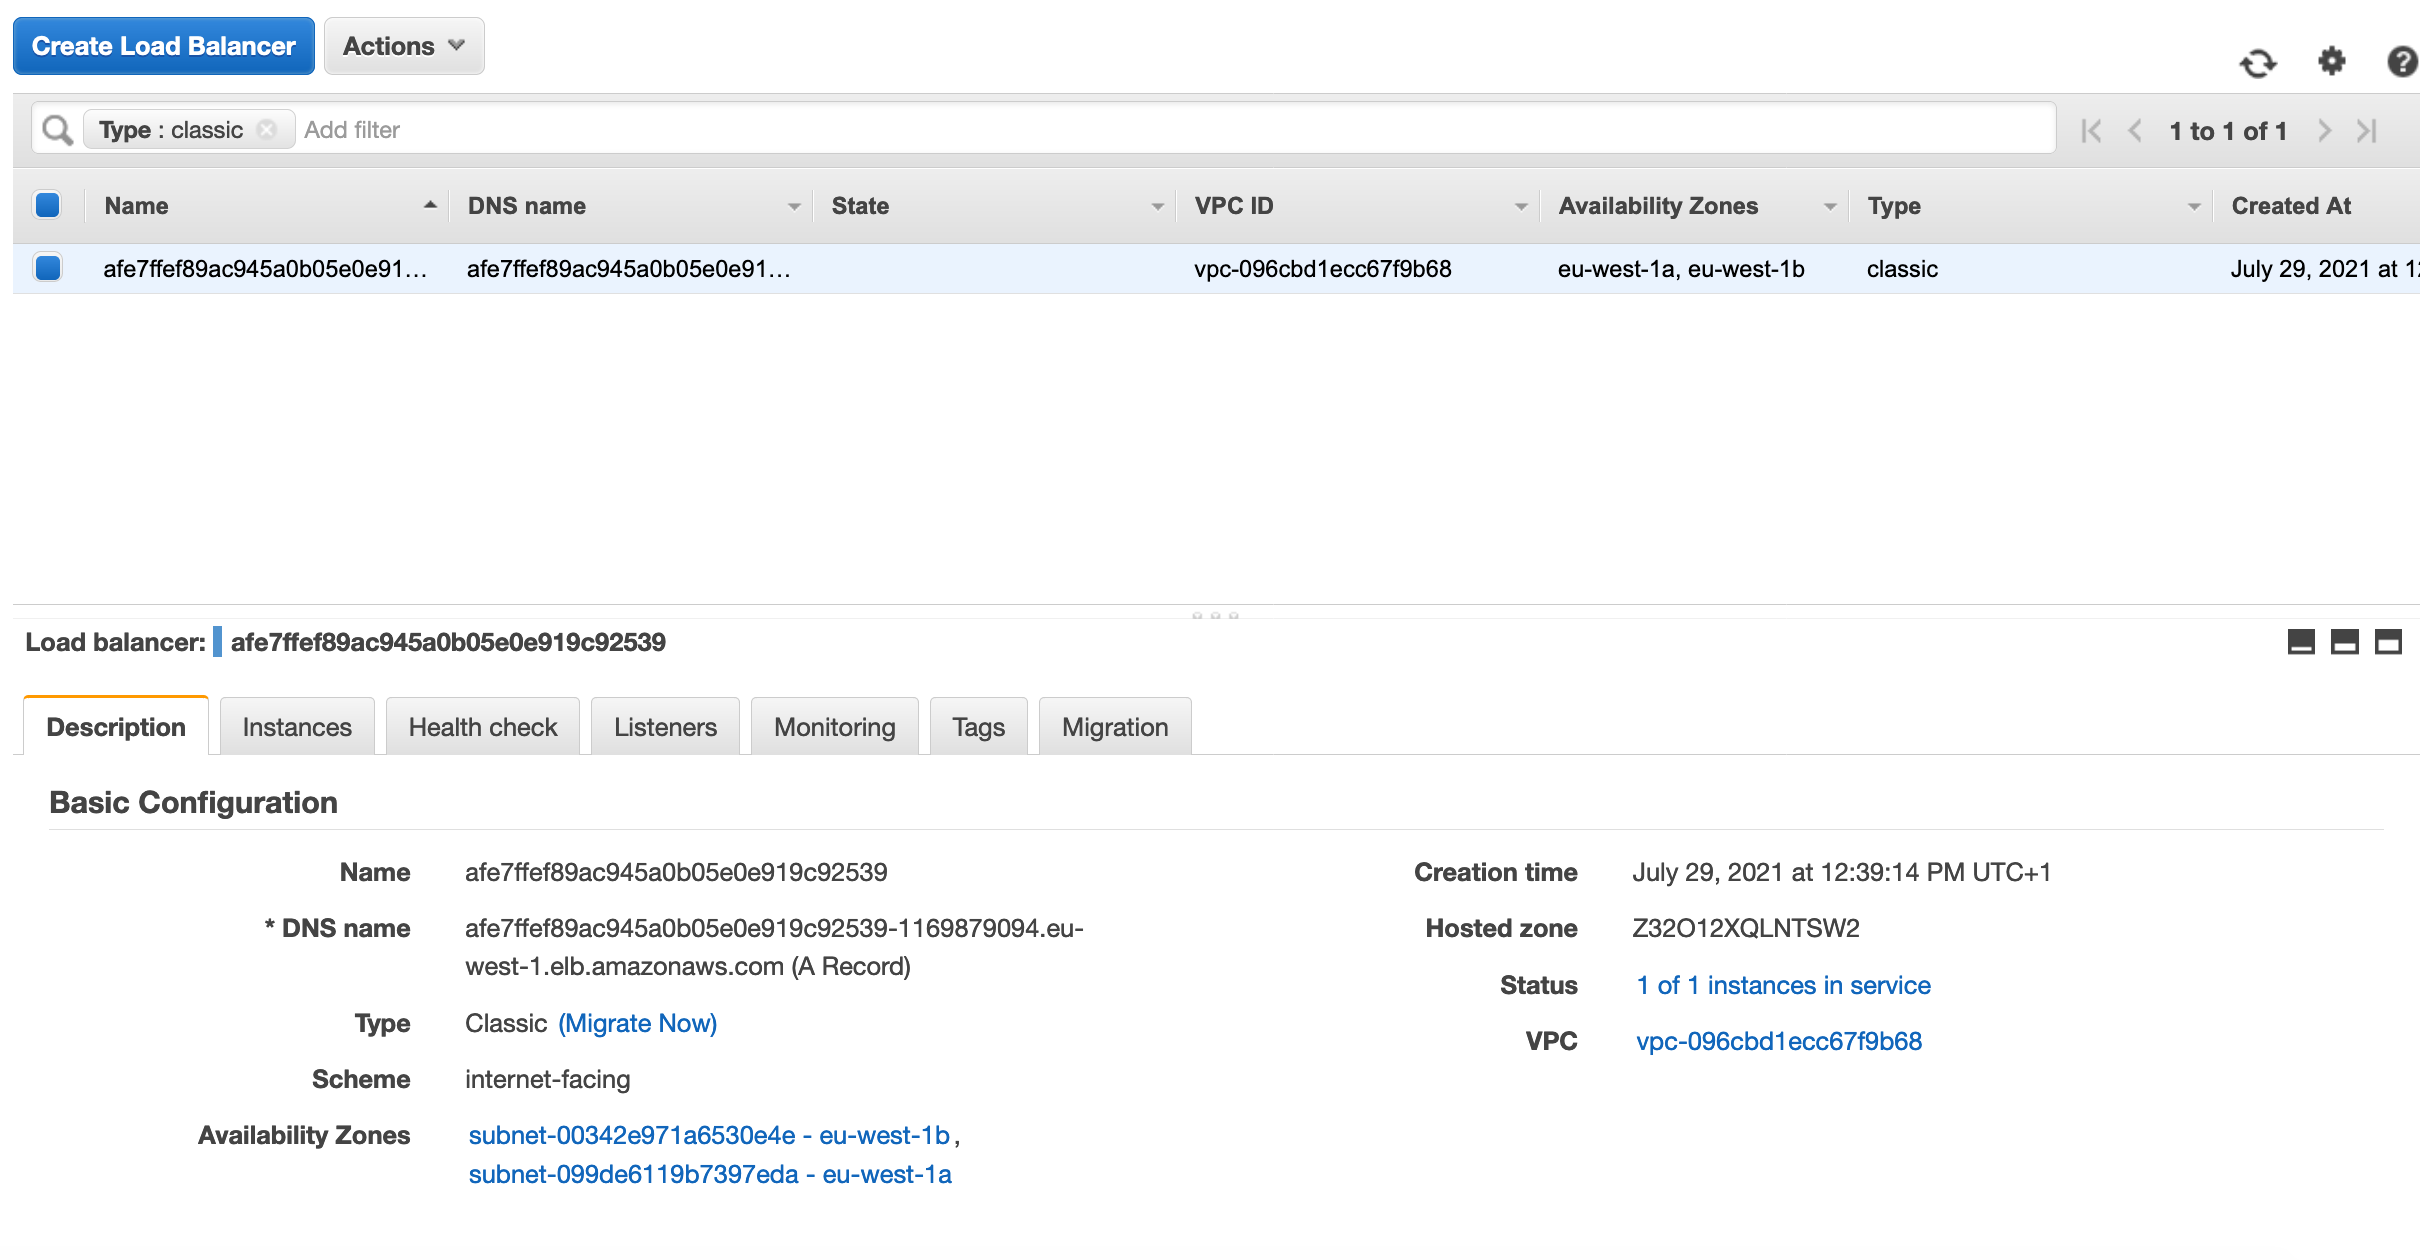 Create Load Balancer Actions
Type : classic Add filter 1 to 1 of 1
Name DNS name State VPC ID Availability Zones Type Created At
afe7ffef89ac945a0b05e0e91… afe7ffef89ac945a0b05e0e91… vpc-096cbd1ecc67f9b68 eu-west-1a, eu-west-1b classic July 29, 2021 at 12
Load balancer: afe7ffef89ac945a0b05e0e919c92539
Description Instances Health check Listeners Monitoring Tags Migration
Basic Configuration
Name afe7ffef89ac945a0b05e0e919c92539 Creation time July 29, 2021 at 12:39:14 PM UTC+1
* DNS name afe7ffef89ac945a0b05e0e919c92539-1169879094.eu- Hosted zone Z32O12XQLNTSW2
west-1.elb.amazonaws.com (A Record)
Status 1 of 1 instances in service
Type Classic (Migrate Now)
VPC vpc-096cbd1ecc67f9b68
Scheme internet-facing
Availability Zones subnet-00342e971a6530e4e - eu-west-1b,
subnet-099de6119b7397eda - eu-west-1a